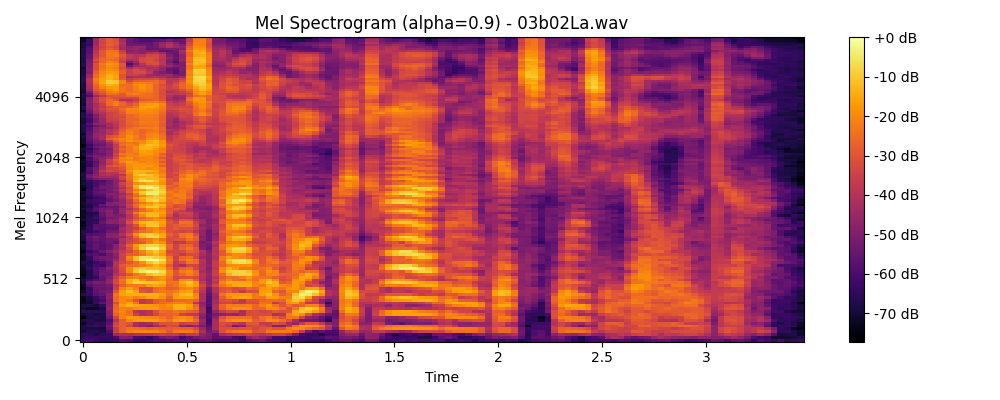 Mel Spectrogram (alpha=0.9) - 03b02La.wav
+0 dB
-10 dB
4096
-20 dB
Mel Frequency
2048
-30 dB
-40 dB
1024
-50 dB
512
-60 dB
-70 dB
0
0 0.5 1 1.5 2 2.5 3
Time